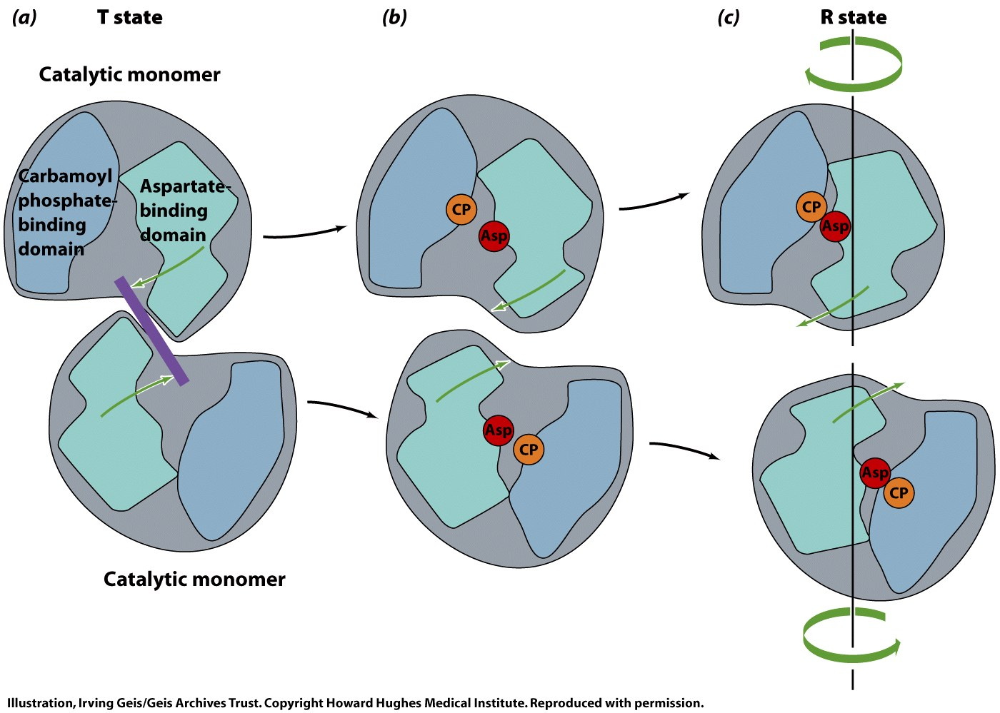 (a) T state
(b)
(c) R state
Catalytic monomer
Carbamoyl
phosphate-
binding
domain
Aspartate-
binding
domain
CP
Asp
CP
Asp
Asp
CP
Asp
CP
Catalytic monomer
Illustration, Irving Geis/Geis Archives Trust. Copyright Howard Hughes Medical Institute. Reproduced with permission.